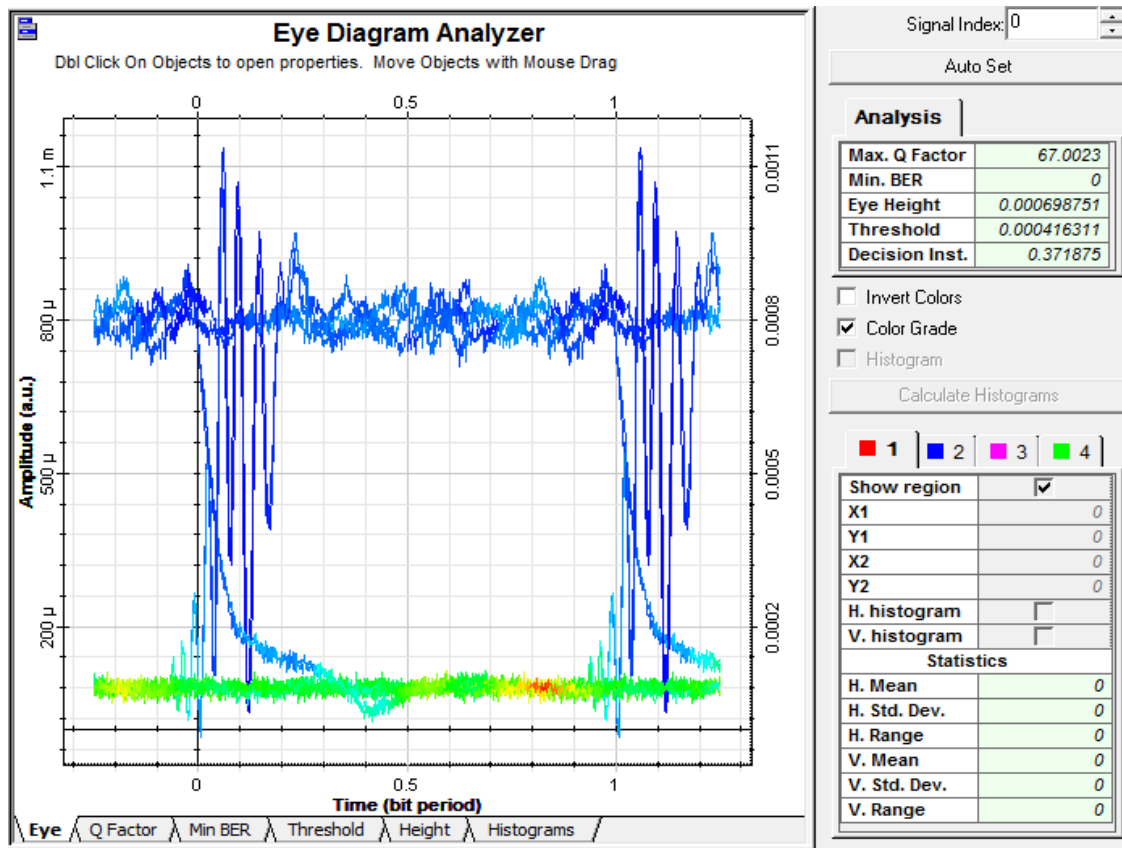 Eye Diagram Analyzer
Dbl Click On Objects to open properties. Move Objects with Mouse Drag
0 0.5 1
Amplitude (a.u.)
1.1 m
800 µ
500 µ
200 µ
0.0011
0.0008
0.0005
0.0002
0 0.5 1
Time (bit period)
Eye Q Factor Min BER Threshold Height Histograms
Signal Index: 0
Auto Set
Analysis
Max. Q Factor 67.0023
Min. BER 0
Eye Height 0.000698751
Threshold 0.000416311
Decision Inst. 0.371875
Invert Colors
Color Grade
Histogram
Calculate Histograms
1 2 3 4
Show region
X1 0
Y1 0
X2 0
Y2 0
H. histogram
V. histogram
Statistics
H. Mean 0
H. Std. Dev. 0
H. Range 0
V. Mean 0
V. Std. Dev. 0
V. Range 0